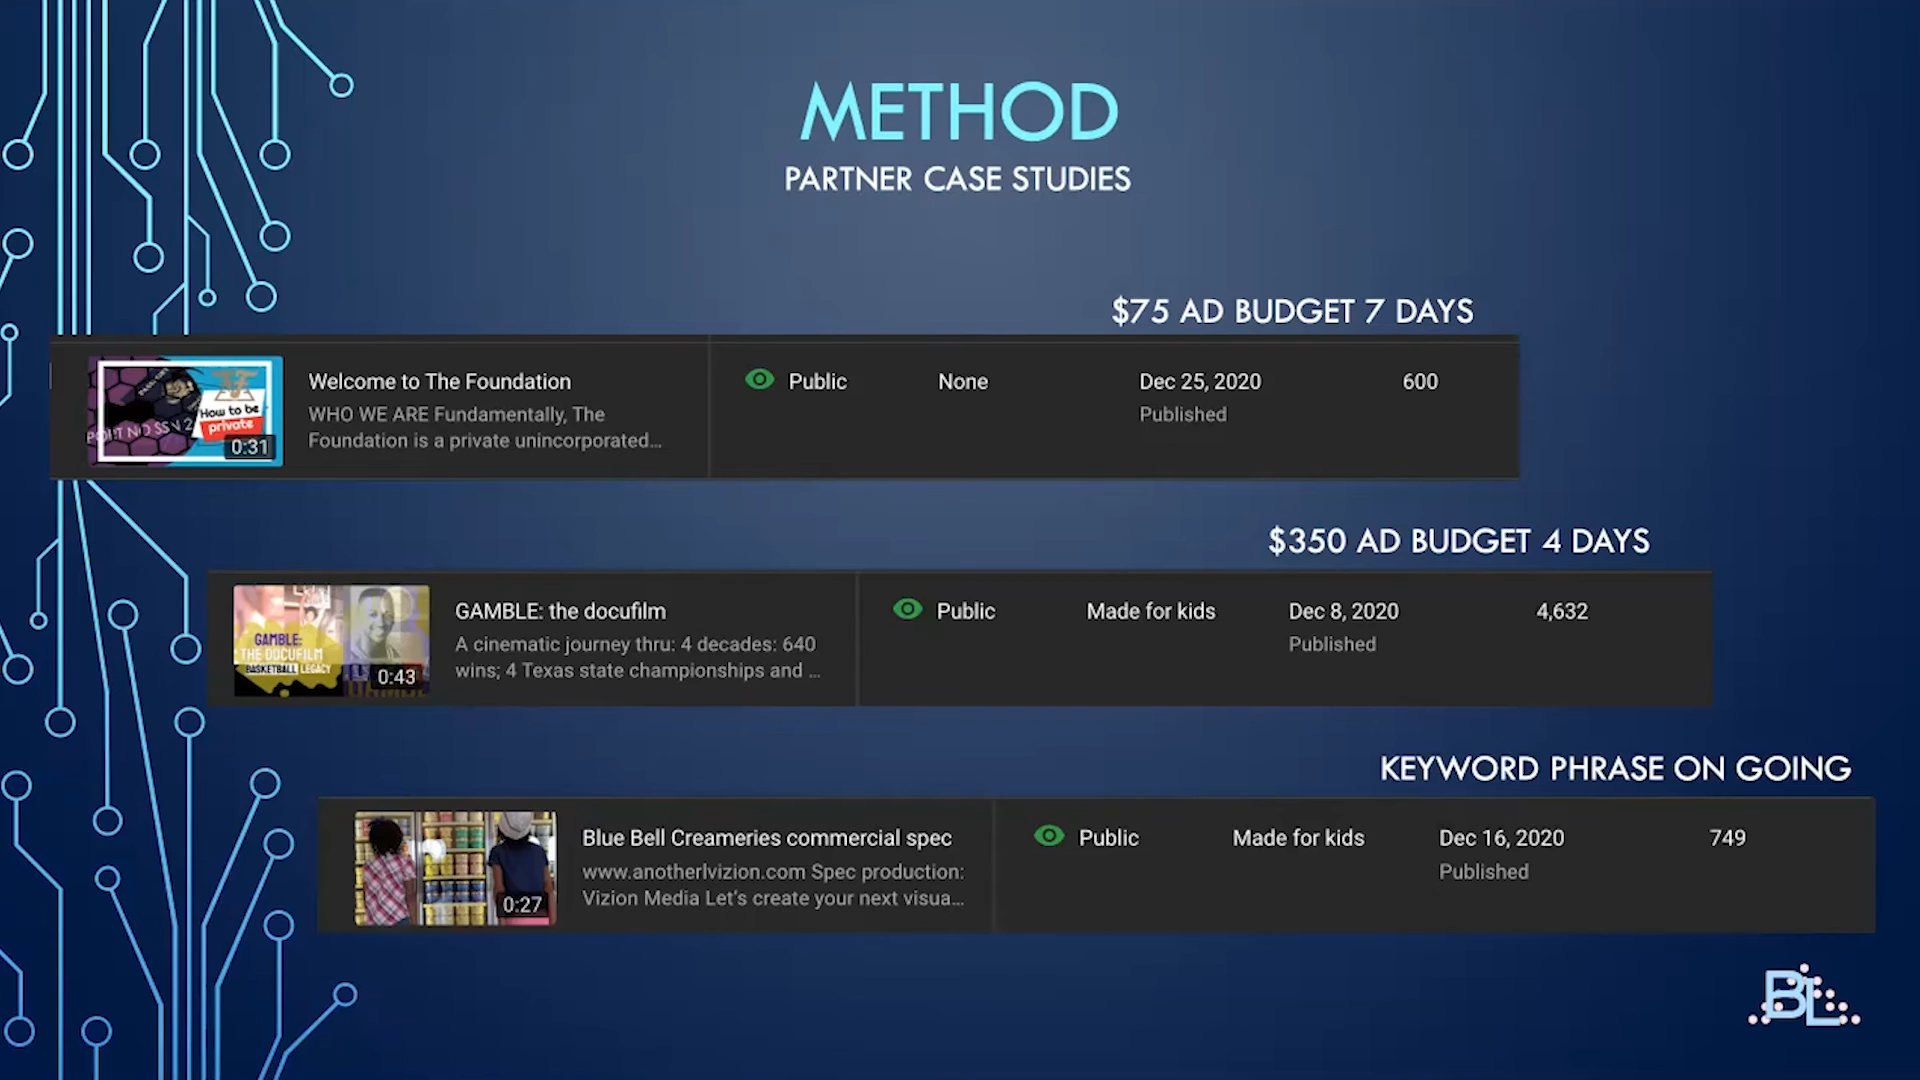 METHOD
PARTNER CASE STUDIES
$75 AD BUDGET 7 DAYS
Welcome to The Foundation
WHO WE ARE Fundamentally, The
Foundation is a private unincorporated...
How to be
private
0:31
Public
None
Dec 25, 2020
Published
600
$350 AD BUDGET 4 DAYS
GAMBLE:
THE DOCUFILM
BASKETBALL LEGACY
0:43
GAMBLE: the docufilm
A cinematic journey thru: 4 decades: 640
wins; 4 Texas state championships and ...
Public
Made for kids
Dec 8, 2020
Published
4,632
KEYWORD PHRASE ON GOING
0:27
Blue Bell Creameries commercial spec
www.anotherlvizion.com Spec production:
Vizion Media Let's create your next visua...
Public
Made for kids
Dec 16, 2020
Published
749
BL